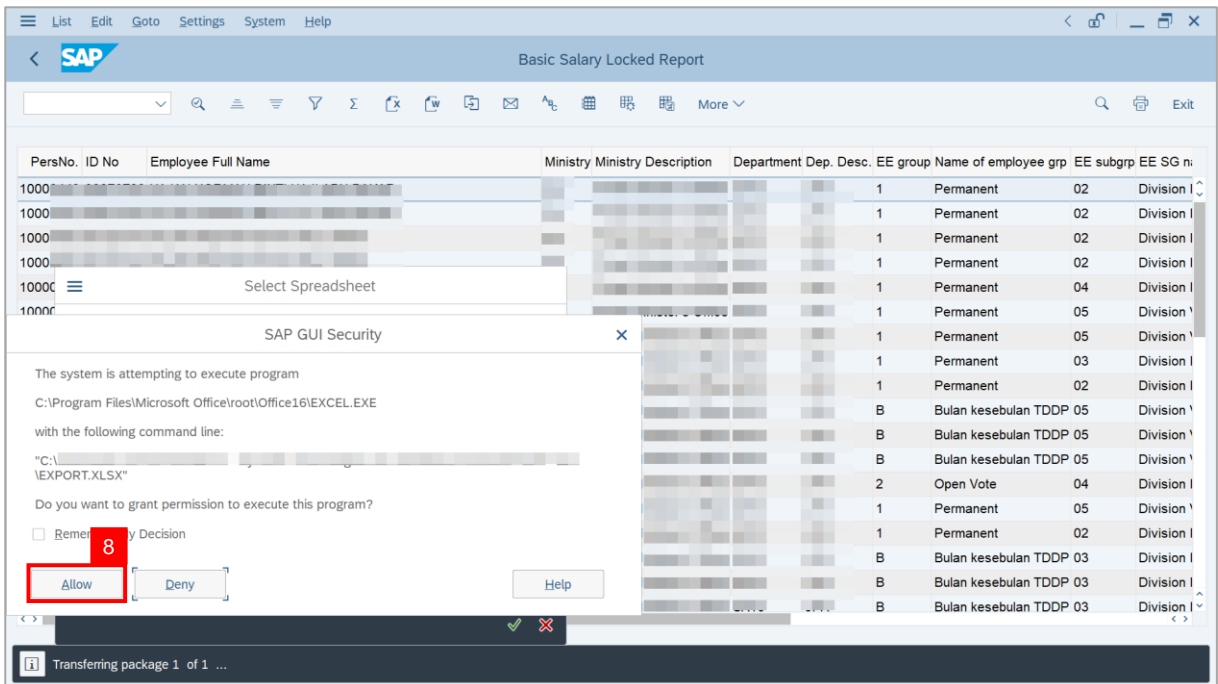 List Edit Goto Settings System Help
SAP Basic Salary Locked Report
More Exit
PersNo. ID No Employee Full Name Ministry Ministry Description Department Dep. Desc. EE group Name of employee grp EE subgrp EE SG
1 Permanent 02 Division
1000 1 Permanent 02 Division
1000 1 Permanent 02 Division
1000 1 Permanent 02 Division
1000 1 Permanent 04 Division
1 Permanent 05 Division
1 Permanent 05 Division
1 Permanent 03 Division
1 Permanent 02 Division
B Bulan kesebulan TDDP 05 Division
B Bulan kesebulan TDDP 05 Division
B Bulan kesebulan TDDP 05 Division
2 Open Vote 04 Division
1 Permanent 05 Division
1 Permanent 02 Division
B Bulan kesebulan TDDP 03 Division
B Bulan kesebulan TDDP 03 Division
B Bulan kesebulan TDDP 03 Division
Select Spreadsheet
SAP GUI Security
The system is attempting to execute program
C:\Program Files\Microsoft Office\root\Office16\EXCEL.EXE
with the following command line:
"C:\
\EXPORT.XLSX"
Do you want to grant permission to execute this program?
Decision
8
Allow Deny Help
Transferring package 1 of 1 ...